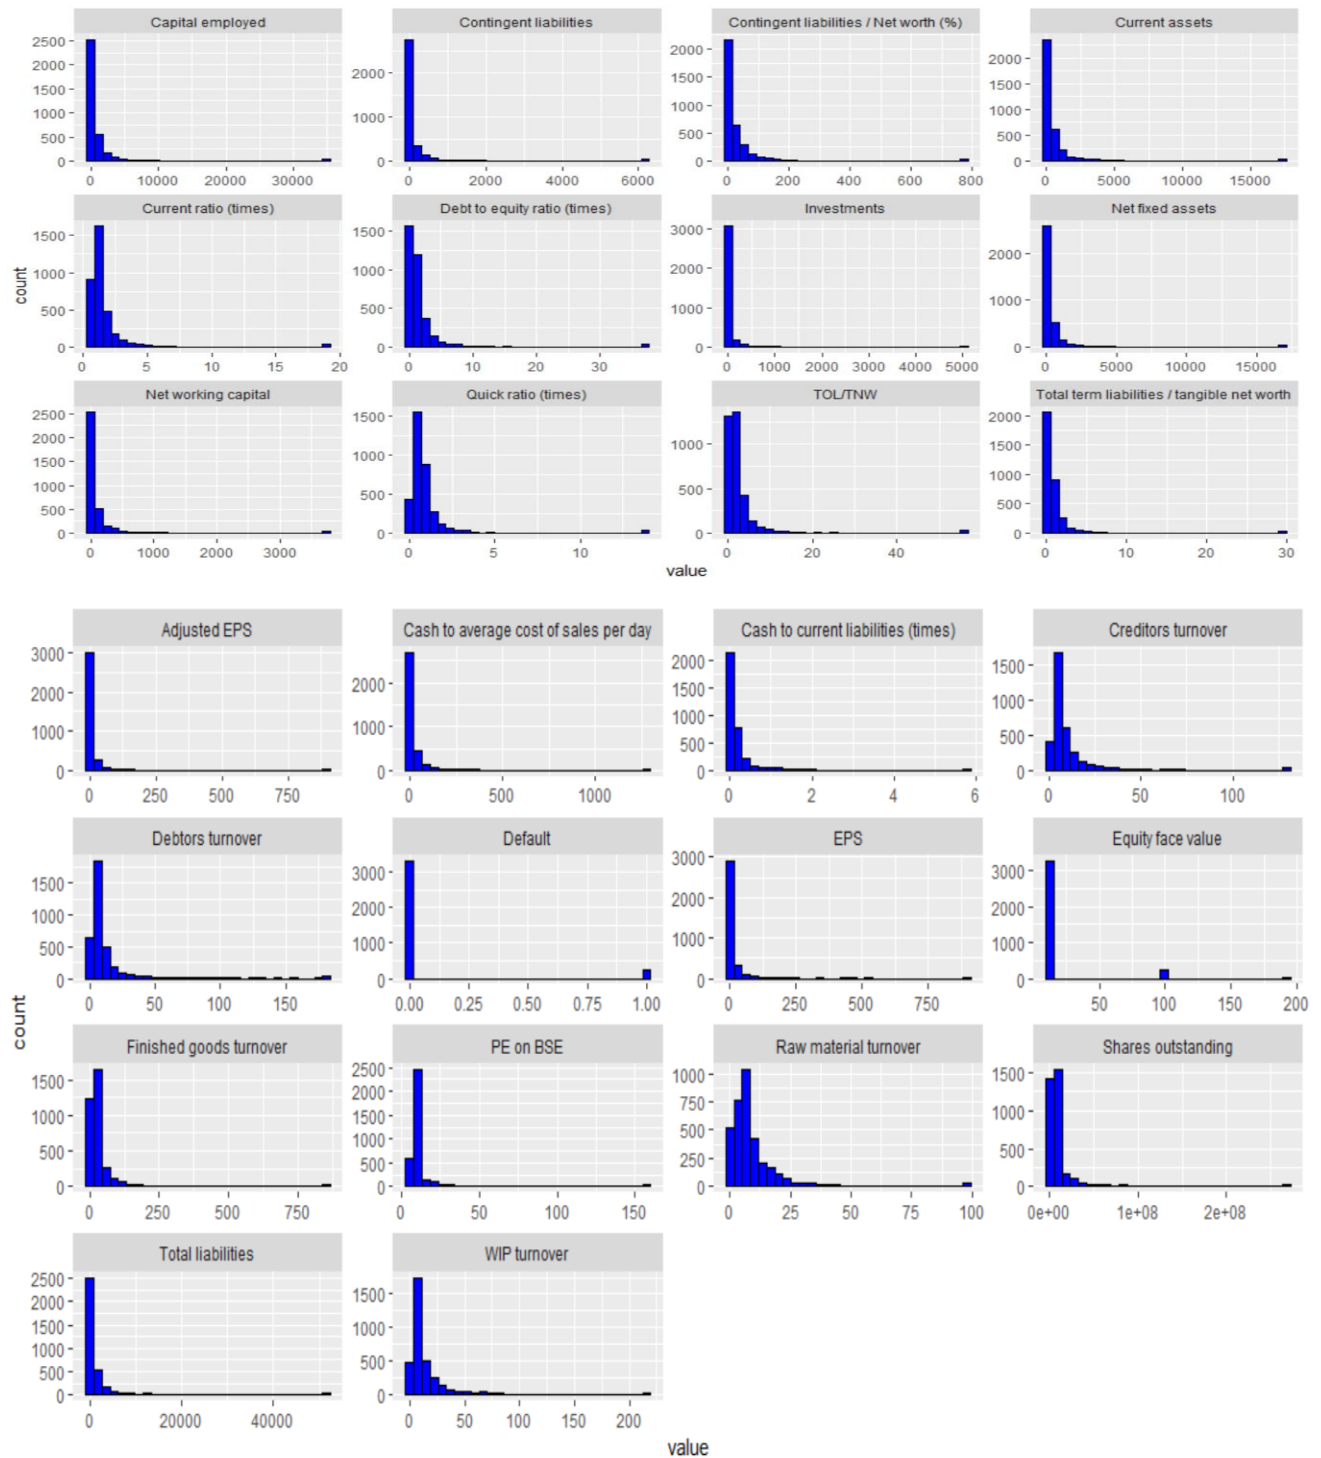 Capital employed Contingent liabilities Contingent liabilities / Net worth (%) Current assets
2500 2000 1500 1000 500 0
2000 1000 0
2000 1500 1000 500 0
2000 1500 1000 500 0
0 10000 20000 30000
0 2000 4000 6000
0 200 400 600 800
0 5000 10000 15000
Current ratio (times) Debt to equity ratio (times) Investments Net fixed assets
1500 1000 500 0
1500 1000 500 0
3000 2000 1000 0
2000 1000 0
count
0 5 10 15 20
0 10 20 30
0 1000 2000 3000 4000 5000
0 5000 10000 15000
Net working capital Quick ratio (times) TOL/TNW Total term liabilities / tangible net worth
2500 2000 1500 1000 500 0
1500 1000 500 0
1000 500 0
2000 1500 1000 500 0
0 1000 2000 3000
0 5 10
0 20 40
0 10 20 30
value
Adjusted EPS Cash to average cost of sales per day Cash to current liabilities (times) Creditors turnover
3000 2000 1000 0
2000 1000 0
2000 1500 1000 500 0
1500 1000 500 0
0 250 500 750
0 500 1000
0 2 4 6
0 50 100
Debtors turnover Default EPS Equity face value
1500 1000 500 0
3000 2000 1000 0
3000 2000 1000 0
3000 2000 1000 0
0 50 100 150
0.00 0.25 0.50 0.75 1.00
0 250 500 750
50 100 150 200
count
Finished goods turnover PE on BSE Raw material turnover Shares outstanding
1500 1000 500 0
2500 2000 1500 1000 500 0
1000 750 500 250 0
1500 1000 500 0
0 250 500 750
0 50 100 150
0 25 50 75 100
0e+00 1e+08 2e+08
Total liabilities WIP turnover
2500 2000 1500 1000 500 0
1500 1000 500 0
0 20000 40000
0 50 100 150 200
value